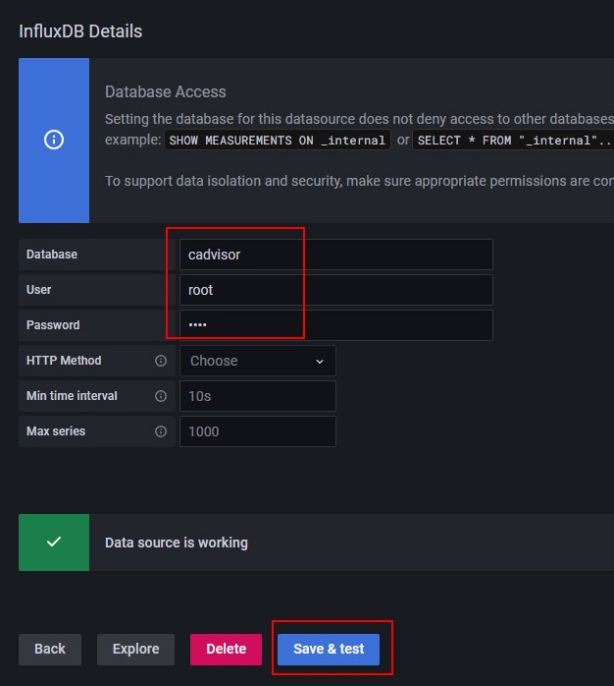 InfluxDB Details
Database Access
Setting the database for this datasource does not deny access to other databases
example: SHOW MEASUREMENTS ON _internal or SELECT * FROM "_internal"..
To support data isolation and security, make sure appropriate permissions are cor
Database cadvisor
User root
Password ••••
HTTP Method Choose
Min time interval 10s
Max series 1000
Data source is working
Back Explore Delete Save & test